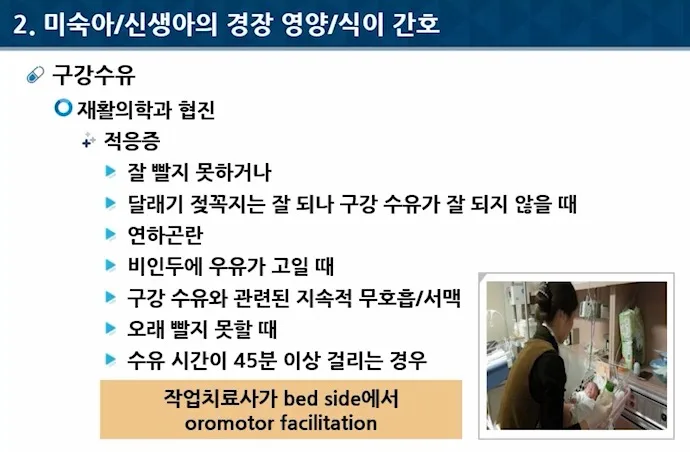 2. 미숙아/신생아의 경장 영양/식이 간호
구강수유
재활의학과 협진
적응증
잘 빨지 못하거나
달래기 젖꼭지는 잘 되나 구강 수유가 잘 되지 않을 때
연하곤란
비인두에 우유가 고일 때
구강 수유와 관련된 지속적 무호흡/서맥
오래 빨지 못할 때
수유 시간이 45분 이상 걸리는 경우
작업치료사가 bed side에서
oromotor facilitation